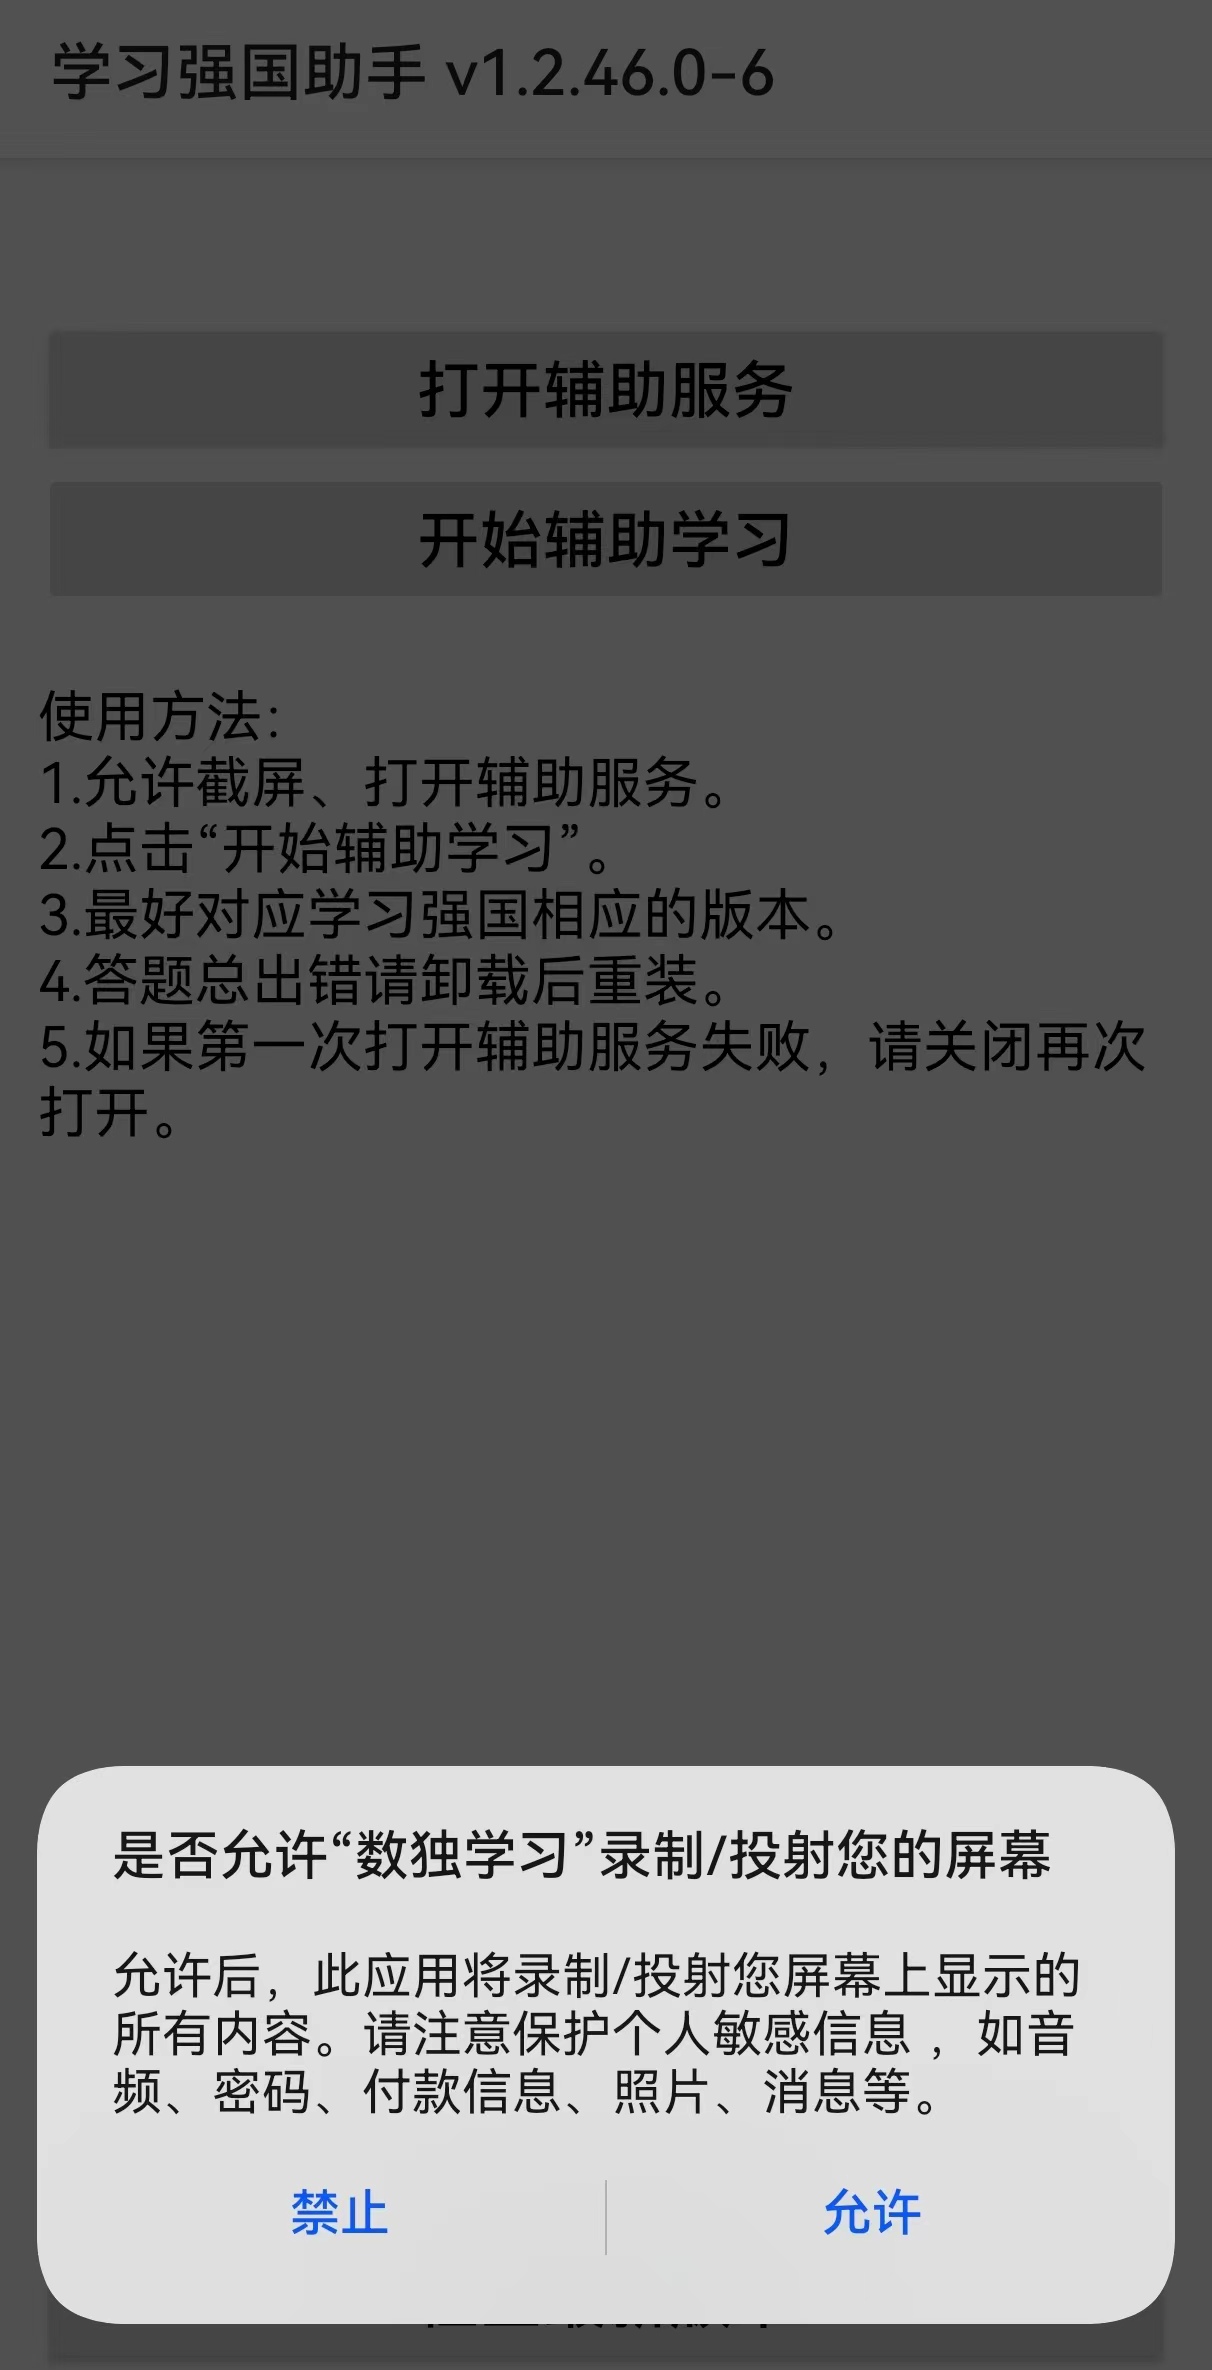 学习强国助手 v1.2.46.0-6
打开辅助服务
开始辅助学习
使用方法：
1.允许截屏、打开辅助服务。
2.点击“开始辅助学习”。
3.最好对应学习强国相应的版本。
4.答题总出错请卸载后重装。
5.如果第一次打开辅助服务失败，请关闭再次
打开。
是否允许“数独学习”录制/投射您的屏幕
允许后，此应用将录制/投射您屏幕上显示的
所有内容。请注意保护个人敏感信息 ，如音
频、密码、付款信息、照片、消息等。
禁止
允许